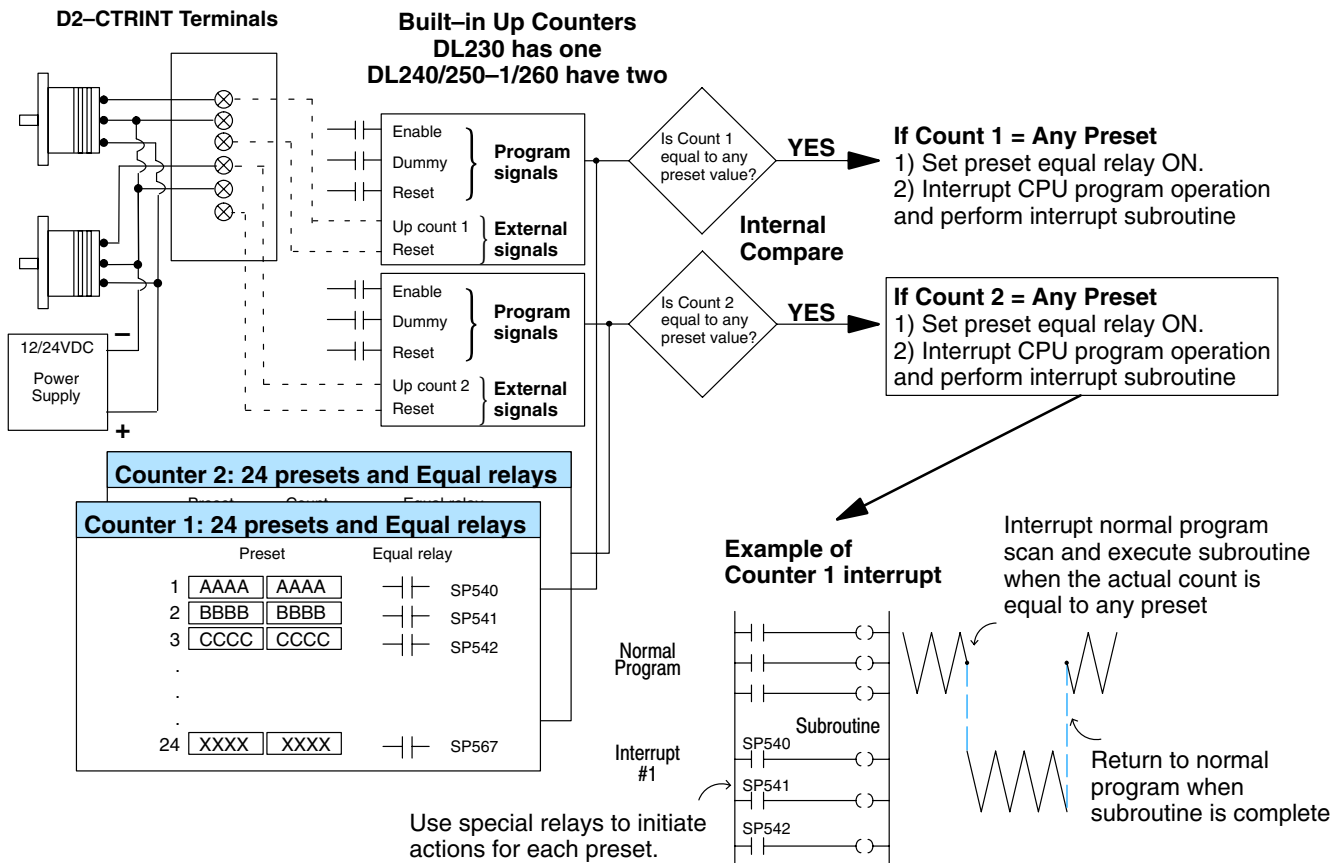 D2–CTRINT Terminals
Built–in Up Counters
DL230 has one
DL240/250–1/260 have two
Enable
Dummy
Reset
Program
signals
Up count 1
Reset
External
signals
Is Count 1
equal to any
preset value?
YES
If Count 1 = Any Preset
1) Set preset equal relay ON.
2) Interrupt CPU program operation
and perform interrupt subroutine
Internal
Compare
Enable
Dummy
Reset
Program
signals
Up count 2
Reset
External
signals
Is Count 2
equal to any
preset value?
YES
If Count 2 = Any Preset
1) Set preset equal relay ON.
2) Interrupt CPU program operation
and perform interrupt subroutine
–
12/24VDC
Power
Supply
+
Counter 2: 24 presets and Equal relays
Preset Count Equal relay
Counter 1: 24 presets and Equal relays
Preset Equal relay
1 AAAA AAAA SP540
2 BBBB BBBB SP541
3 CCCC CCCC SP542
.
.
.
24 XXXX XXXX SP567
Example of
Counter 1 interrupt
Interrupt normal program
scan and execute subroutine
when the actual count is
equal to any preset
Normal
Program
Subroutine
Interrupt
#1
SP540
SP541
SP542
Return to normal
program when
subroutine is complete
Use special relays to initiate
actions for each preset.